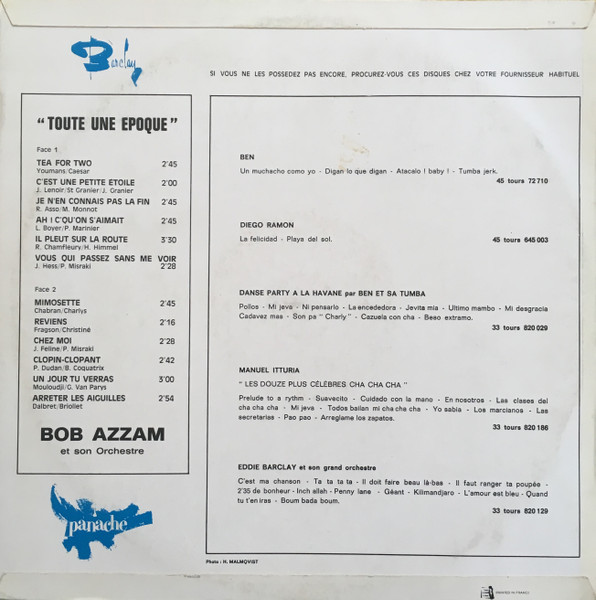 Barclay
SI VOUS NE LES POSSEDEZ PAS ENCORE, PROCUREZ-VOUS CES DISQUES CHEZ VOTRE FOURNISSEUR HABITUEL
"TOUTE UNE EPOQUE"
Face 1
TEA FOR TWO 2'45
Youmans/Caesar
C'EST UNE PETITE ETOILE 2'00
J. Lenoir/St Granier/J. Granier
JE N'EN CONNAIS PAS LA FIN 2'45
R. Asso/M. Monnot
AH ! C'QU'ON S'AIMAIT 2'45
L. Boyer/P. Marinier
IL PLEUT SUR LA ROUTE 3'30
R. Chamfleury/H. Himmel
VOUS QUI PASSEZ SANS ME VOIR
J. Hess/P. Misraki 2'28
Face 2
MIMOSETTE 2'45
Chabran/Charlys
REVIENS 2'16
Fragson/Christiné
CHEZ MOI 2'28
J. Feline/P. Misraki
CLOPIN-CLOPANT 2'42
P. Dudan/B. Coquatrix
UN JOUR TU VERRAS 3'00
Mouloudji/G. Van Parys
ARRETER LES AIGUILLES 2'54
Dalbret/Briollet
BOB AZZAM
et son Orchestre
panache
BEN
Un muchacho como yo - Digan lo que digan - Atacalo ! baby ! - Tumba jerk.
45 tours 72 710
DIEGO RAMON
La felicidad - Playa del sol.
45 tours 645 003
DANSE PARTY A LA HAVANE par BEN ET SA TUMBA
Pollos - Mi jeva - Ni pensarlo - La encededora - Jevita mia - Ultimo mambo - Mi desgracia
Cadavez mas - Son pa " Charly" - Cazuela con cha - Beso extramo.
33 tours 820 029
MANUEL ITTURIA
" LES DOUZE PLUS CÉLÈBRES CHA CHA CHA "
Prelude to a rythm - Suavecito - Cuidado con la mano - En nosotros - Las clases del
cha cha cha - Mi jeva - Todos bailan mi cha cha cha - Yo sabia - Los marcianos - Las
secretarias - Pao pao - Arreglame los zapatos.
33 tours 820 186
EDDIE BARCLAY et son grand orchestre
C'est ma chanson - Ta ta ta ta - Il doit faire beau là-bas - Il faut ranger ta poupée -
2'35 de bonheur - Inch allah - Penny lane - Géant - Kilimandjaro - L'amour est bleu - Quand
tu t'en iras - Boum bada boum.
33 tours 820 129
Photo : H. MALMQVIST